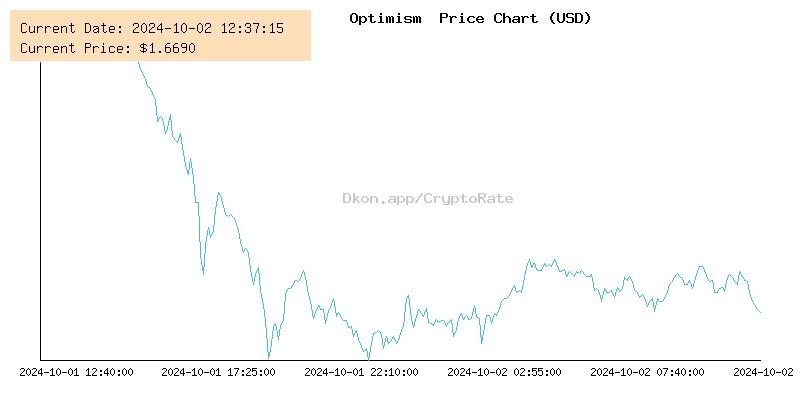 Optimism  Price Chart (USD)
Current Date: 2024-10-02 12:37:15
Current Price: $1.6690
Dkon.app/CryptoRate
2024-10-01 12:40:00 2024-10-01 17:25:00 2024-10-01 22:10:00 2024-10-02 02:55:00 2024-10-02 07:40:00 2024-10-02